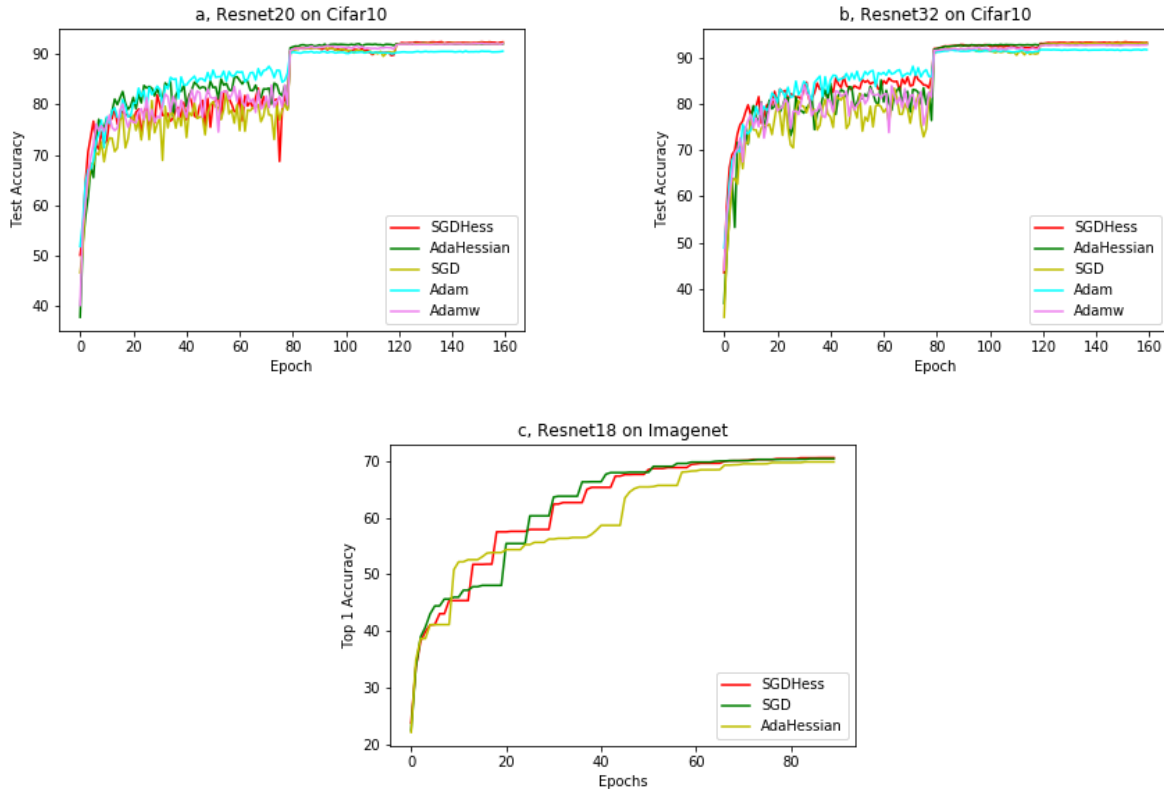 a, Resnet20 on Cifar10
Test Accuracy
90
80
70
60
50
40
0 20 40 60 80 100 120 140 160
Epoch
SGDHess
AdaHessian
SGD
Adam
Adamw
b, Resnet32 on Cifar10
Test Accuracy
90
80
70
60
50
40
0 20 40 60 80 100 120 140 160
Epoch
SGDHess
AdaHessian
SGD
Adam
Adamw
c, Resnet18 on Imagenet
Top 1 Accuracy
70
60
50
40
30
20
0 20 40 60 80
Epochs
SGDHess
SGD
AdaHessian